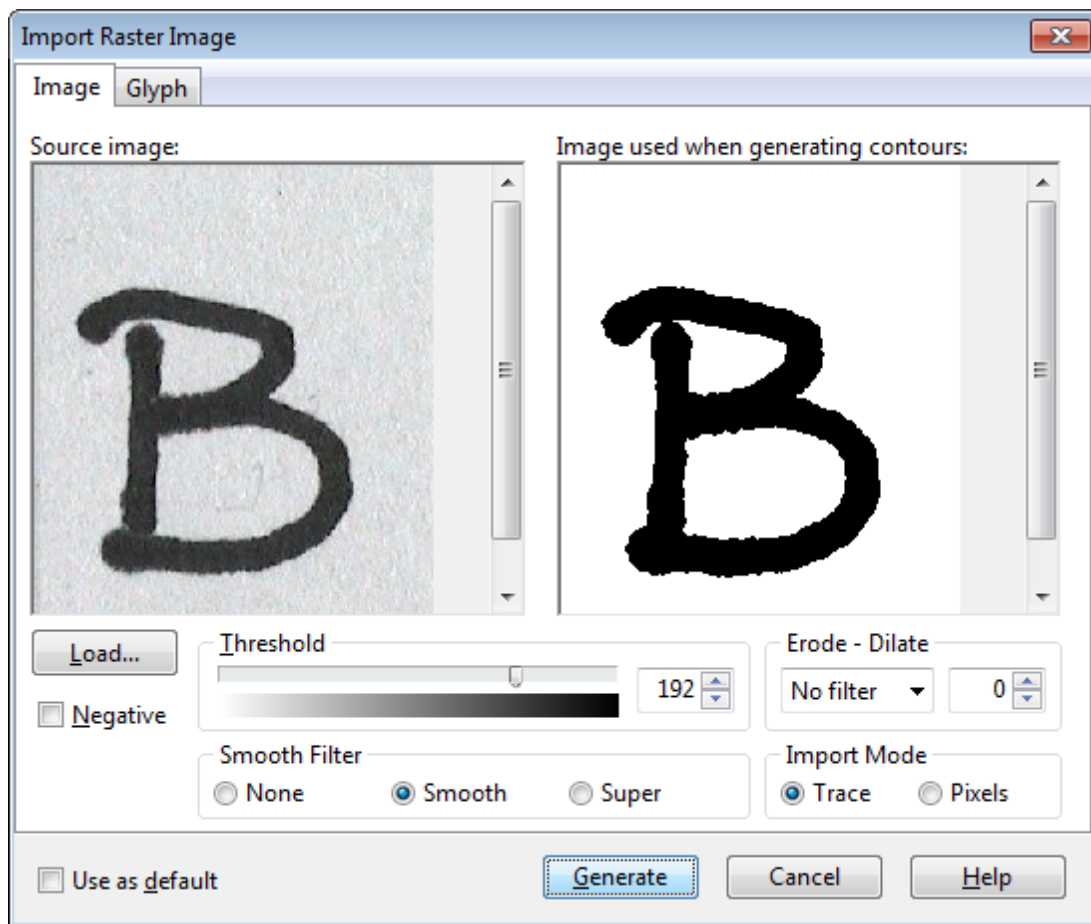 Import Raster Image
Image Glyph
Source image: Image used when generating contours:
B B
Load... Threshold Erode - Dilate
192 No filter 0
Negative
Smooth Filter Import Mode
None Smooth Super Trace Pixels
Use as default Generate Cancel Help